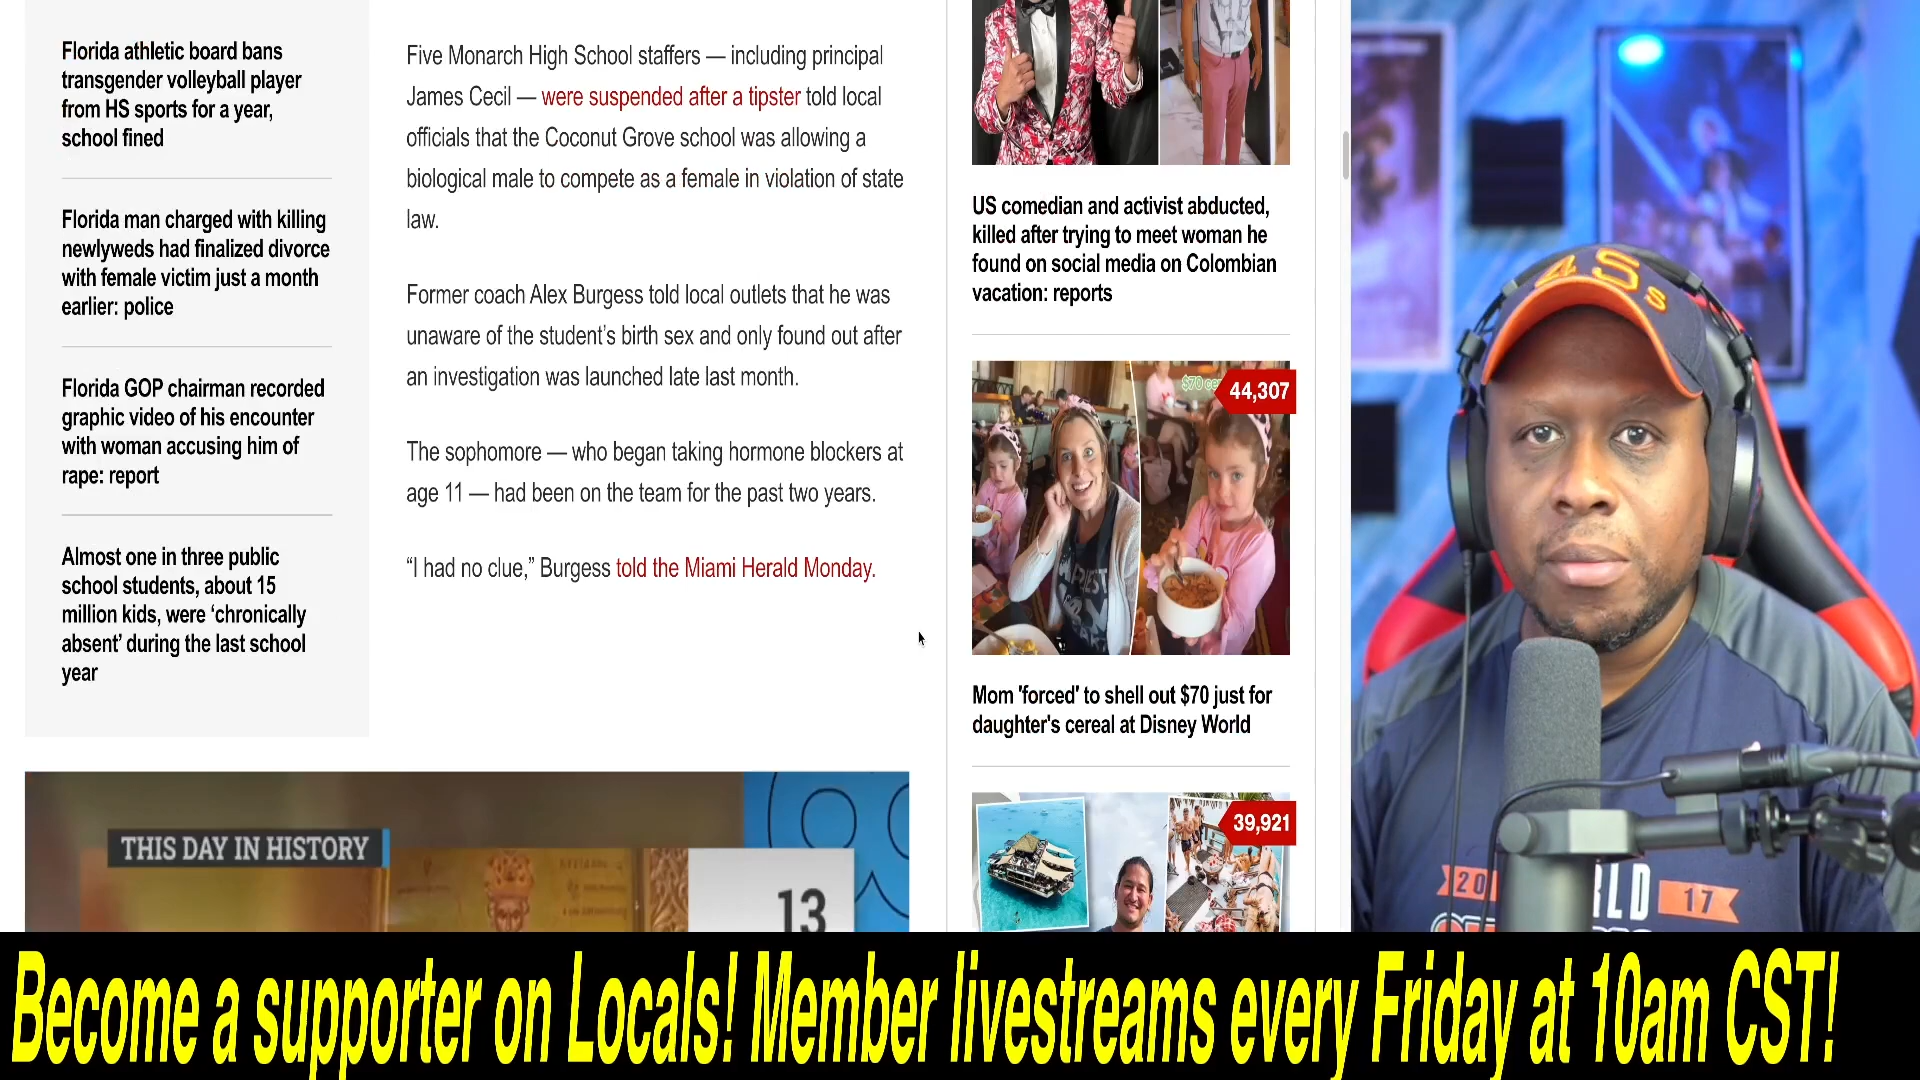 Florida athletic board bans
transgender volleyball player
from HS sports for a year,
school fined
Florida man charged with killing
newlyweds had finalized divorce
with female victim just a month
earlier: police
Florida GOP chairman recorded
graphic video of his encounter
with woman accusing him of
rape: report
Almost one in three public
school students, about 15
million kids, were ‘chronically
absent’ during the last school
year
Five Monarch High School staffers — including principal
James Cecil — were suspended after a tipster told local
officials that the Coconut Grove school was allowing a
biological male to compete as a female in violation of state
law.
Former coach Alex Burgess told local outlets that he was
unaware of the student’s birth sex and only found out after
an investigation was launched late last month.
The sophomore — who began taking hormone blockers at
age 11 — had been on the team for the past two years.
“I had no clue,” Burgess told the Miami Herald Monday.
THIS DAY IN HISTORY
13
US comedian and activist abducted,
killed after trying to meet woman he
found on social media on Colombian
vacation: reports
44,307
Mom 'forced' to shell out $70 just for
daughter's cereal at Disney World
39,921
45s
20 17
RLD
Become a supporter on Locals! Member livestreams every Friday at 10am CST!